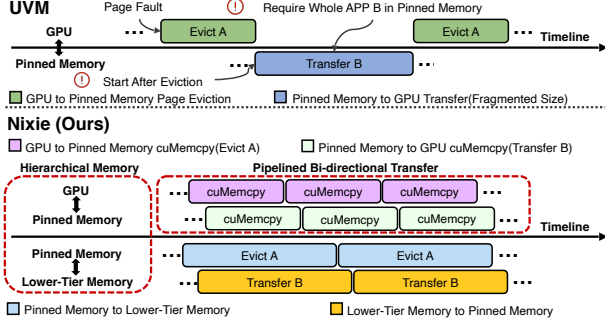 UVM
Page Fault
! Require Whole APP B in Pinned Memory
GPU
... Evict A
Evict A ...
Timeline
Pinned Memory
! Start After Eviction
Transfer B ...
GPU to Pinned Memory Page Eviction
Pinned Memory to GPU Transfer(Fragmented Size)
Nixie (Ours)
GPU to Pinned Memory cuMemcpy(Evict A)
Pinned Memory to GPU cuMemcpy(Transfer B)
Hierarchical Memory
Pipelined Bi-directional Transfer
GPU
... cuMemcpy cuMemcpy cuMemcpy ...
Pinned Memory
... cuMemcpy cuMemcpy cuMemcpy ...
Timeline
Pinned Memory
... Evict A Evict A ...
Lower-Tier Memory
... Transfer B Transfer B ...
Pinned Memory to Lower-Tier Memory
Lower-Tier Memory to Pinned Memory